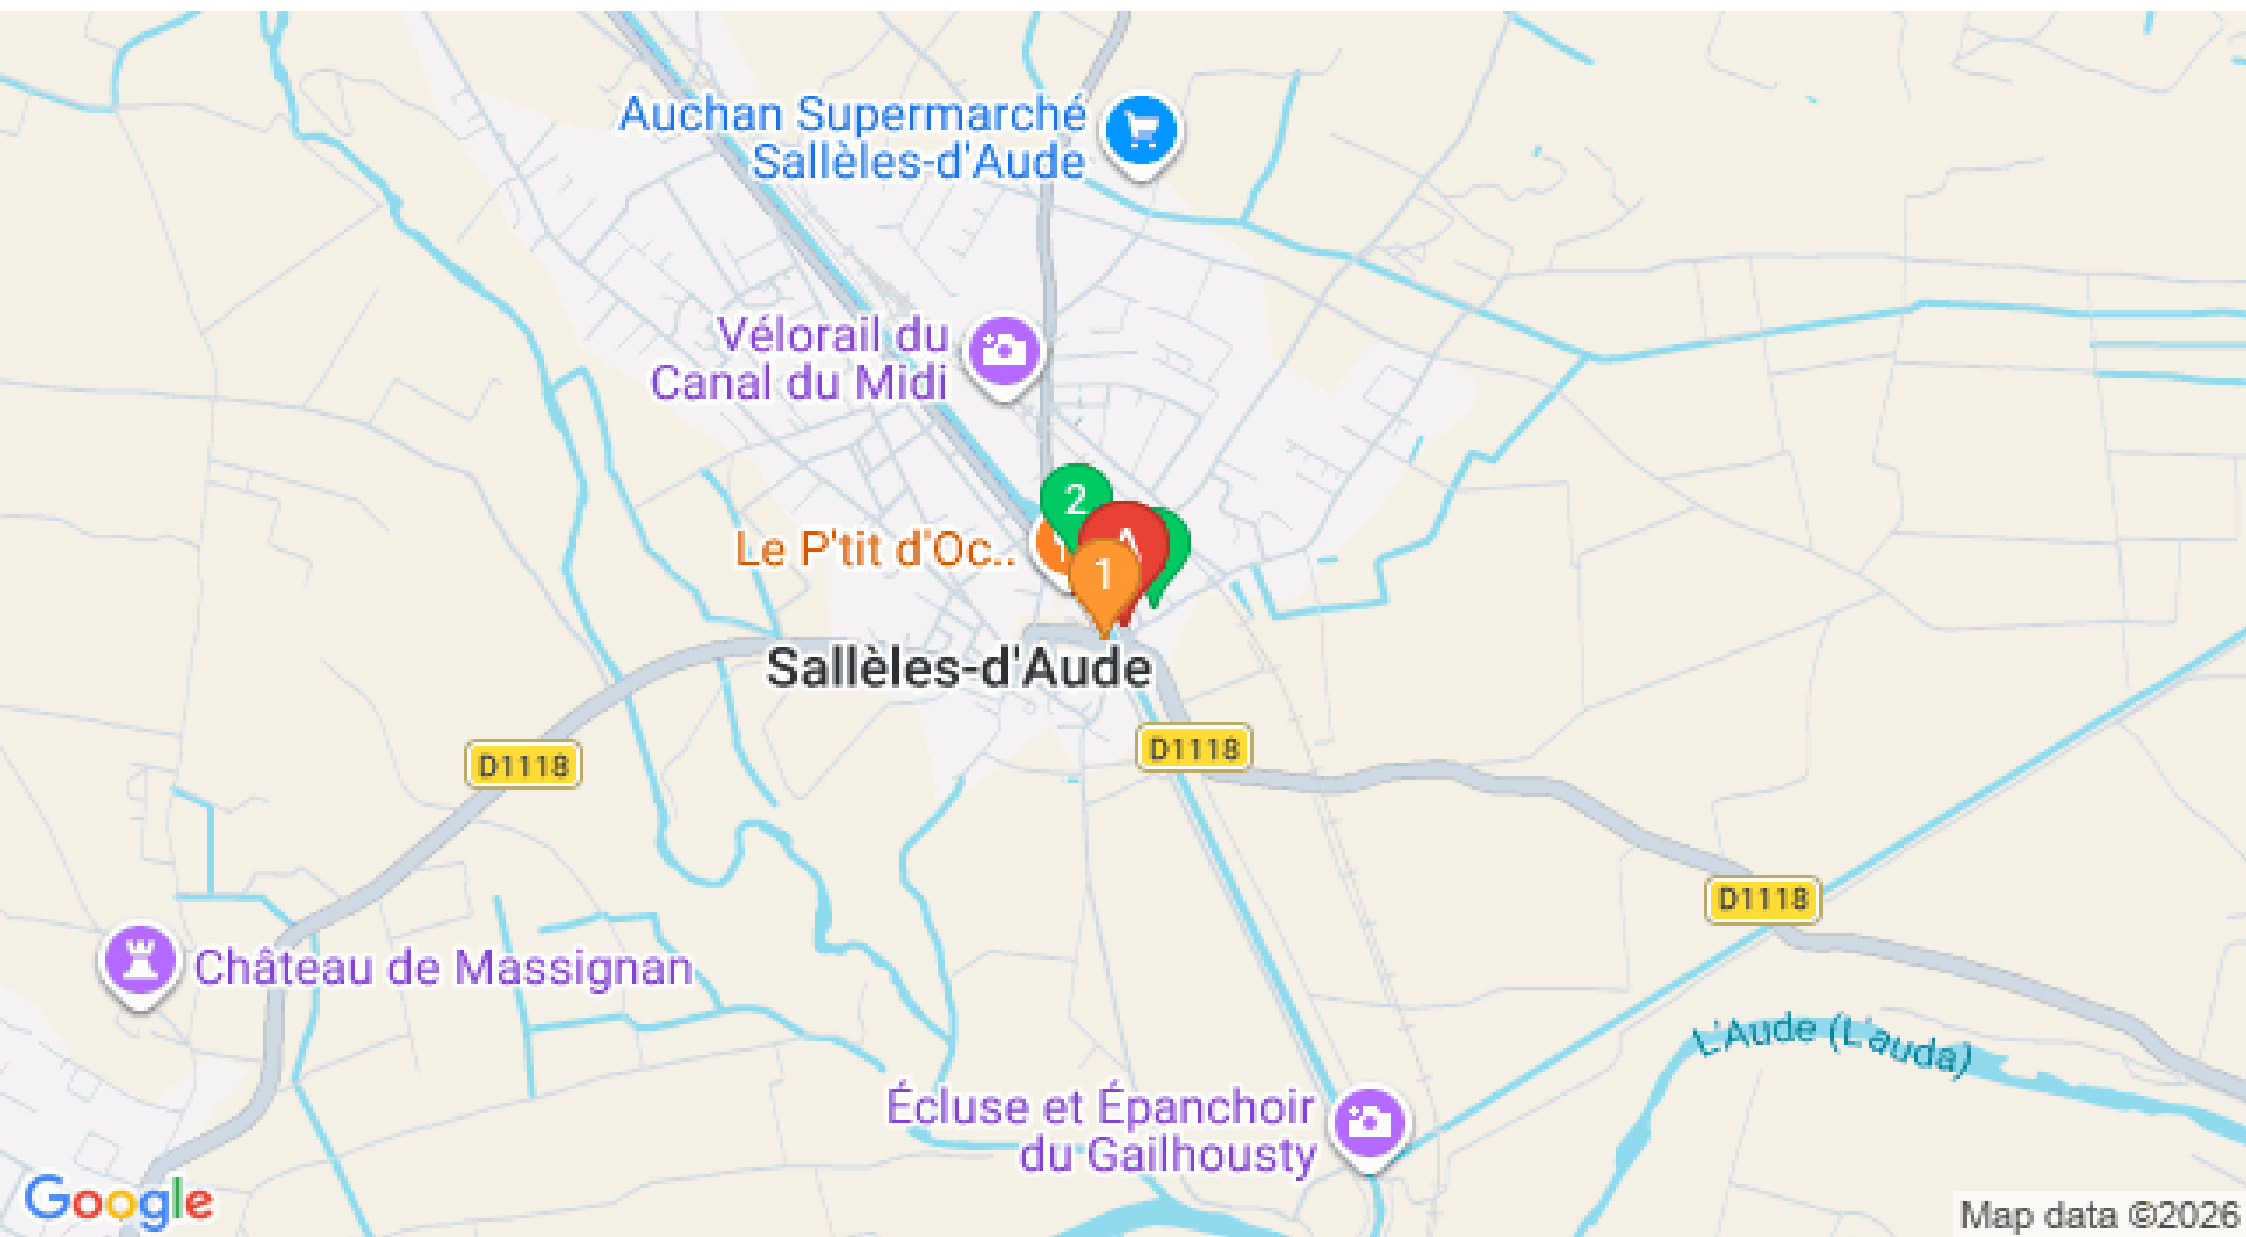 Auchan Supermarché
Sallèles-d'Aude
Vélorail du
Canal du Midi
2
Le P'tit d'Oc..
1
Sallèles-d'Aude
D1118
D1118
D1118
Château de Massignan
L'Aude (L'auda)
Écluse et Épanchoir
du Gailhousty
Google
Map data ©2026